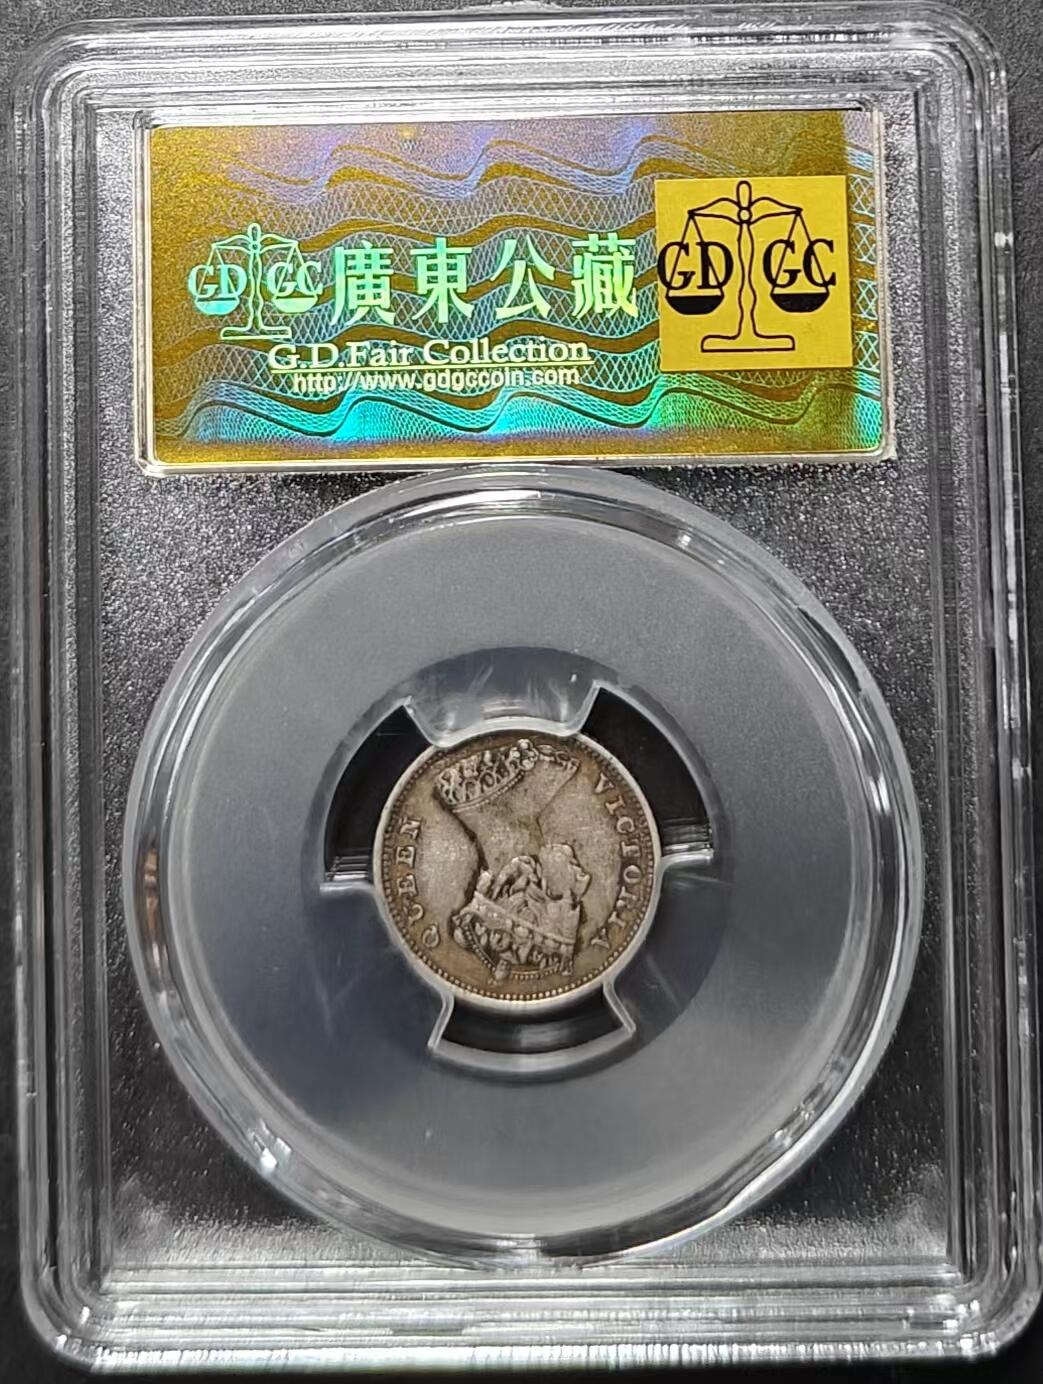 GD GC 廣東公藏
G.D.Fair Collection
http://www.gdgccoin.com
GD GC
QUEEN
VICTORIA